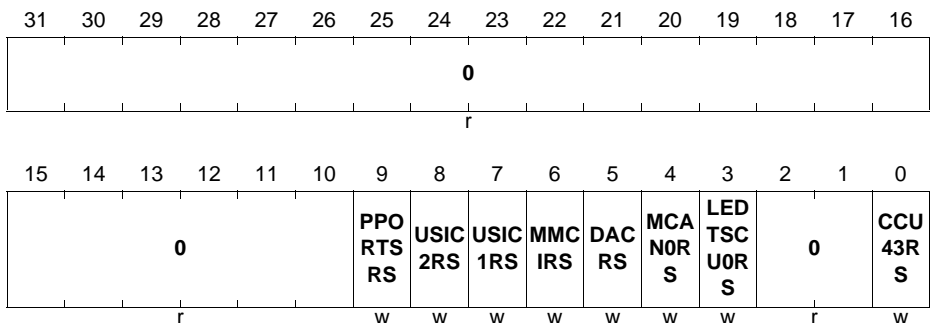 31 30 29 28 27 26 25 24 23 22 21 20 19 18 17 16
0
r
15 14 13 12 11 10 9 8 7 6 5 4 3 2 1 0
0 PPO RTS RS USIC 2RS USIC 1RS MMC IRS DAC RS MCA N0R S LED TSC U0R S 0 CCU 43R S
r w w w w w w w r w